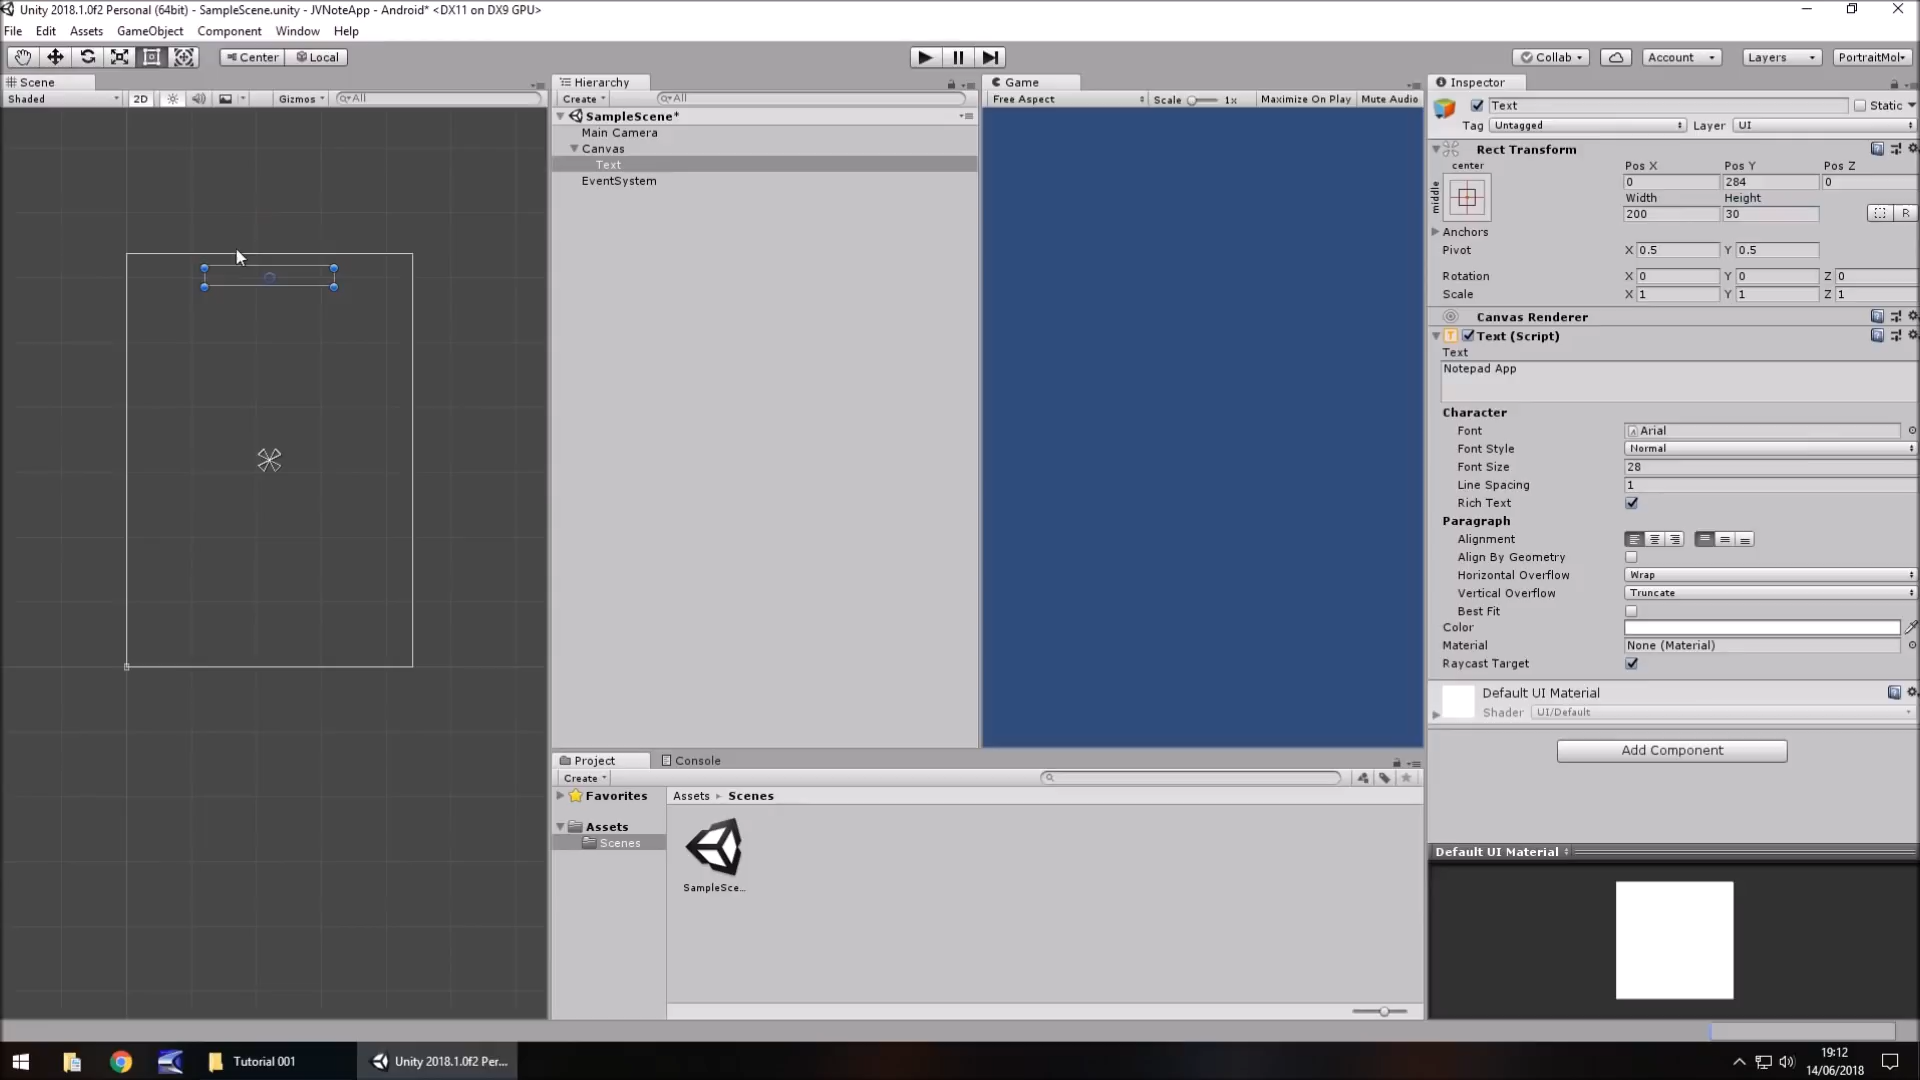 Unity 2018.1.0f2 Personal (64bit) - SampleScene.unity - JVNoteApp - Android* <DX11 on DX9 GPU>
File Edit Assets GameObject Component Window Help
Center Local Collab Account Layers PortraitMol
Scene
Shaded 2D Gizmos All
Hierarchy
Create All
SampleScene*
Main Camera
Canvas
Text
EventSystem
Game
Free Aspect Scale 1x Maximize On Play Mute Audio
Inspector
Text Static
Tag Untagged Layer UI
Rect Transform
center
middle
Pos X Pos Y Pos Z
0 284 0
Width Height
200 30
R
Anchors
Pivot X 0.5 Y 0.5
Rotation X 0 Y 0 Z 0
Scale X 1 Y 1 Z 1
Canvas Renderer
Text (Script)
Text
Notepad App
Character
Font Arial
Font Style Normal
Font Size 28
Line Spacing 1
Rich Text
Paragraph
Alignment
Align By Geometry
Horizontal Overflow Wrap
Vertical Overflow Truncate
Best Fit
Color
Material None (Material)
Raycast Target
Default UI Material
Shader UI/Default
Add Component
Default UI Material
Project Console
Create
Favorites
Assets
Scenes
Assets Scenes
SampleSce...
Tutorial 001
Unity 2018.1.0f2 Per...
19:12
14/06/2018